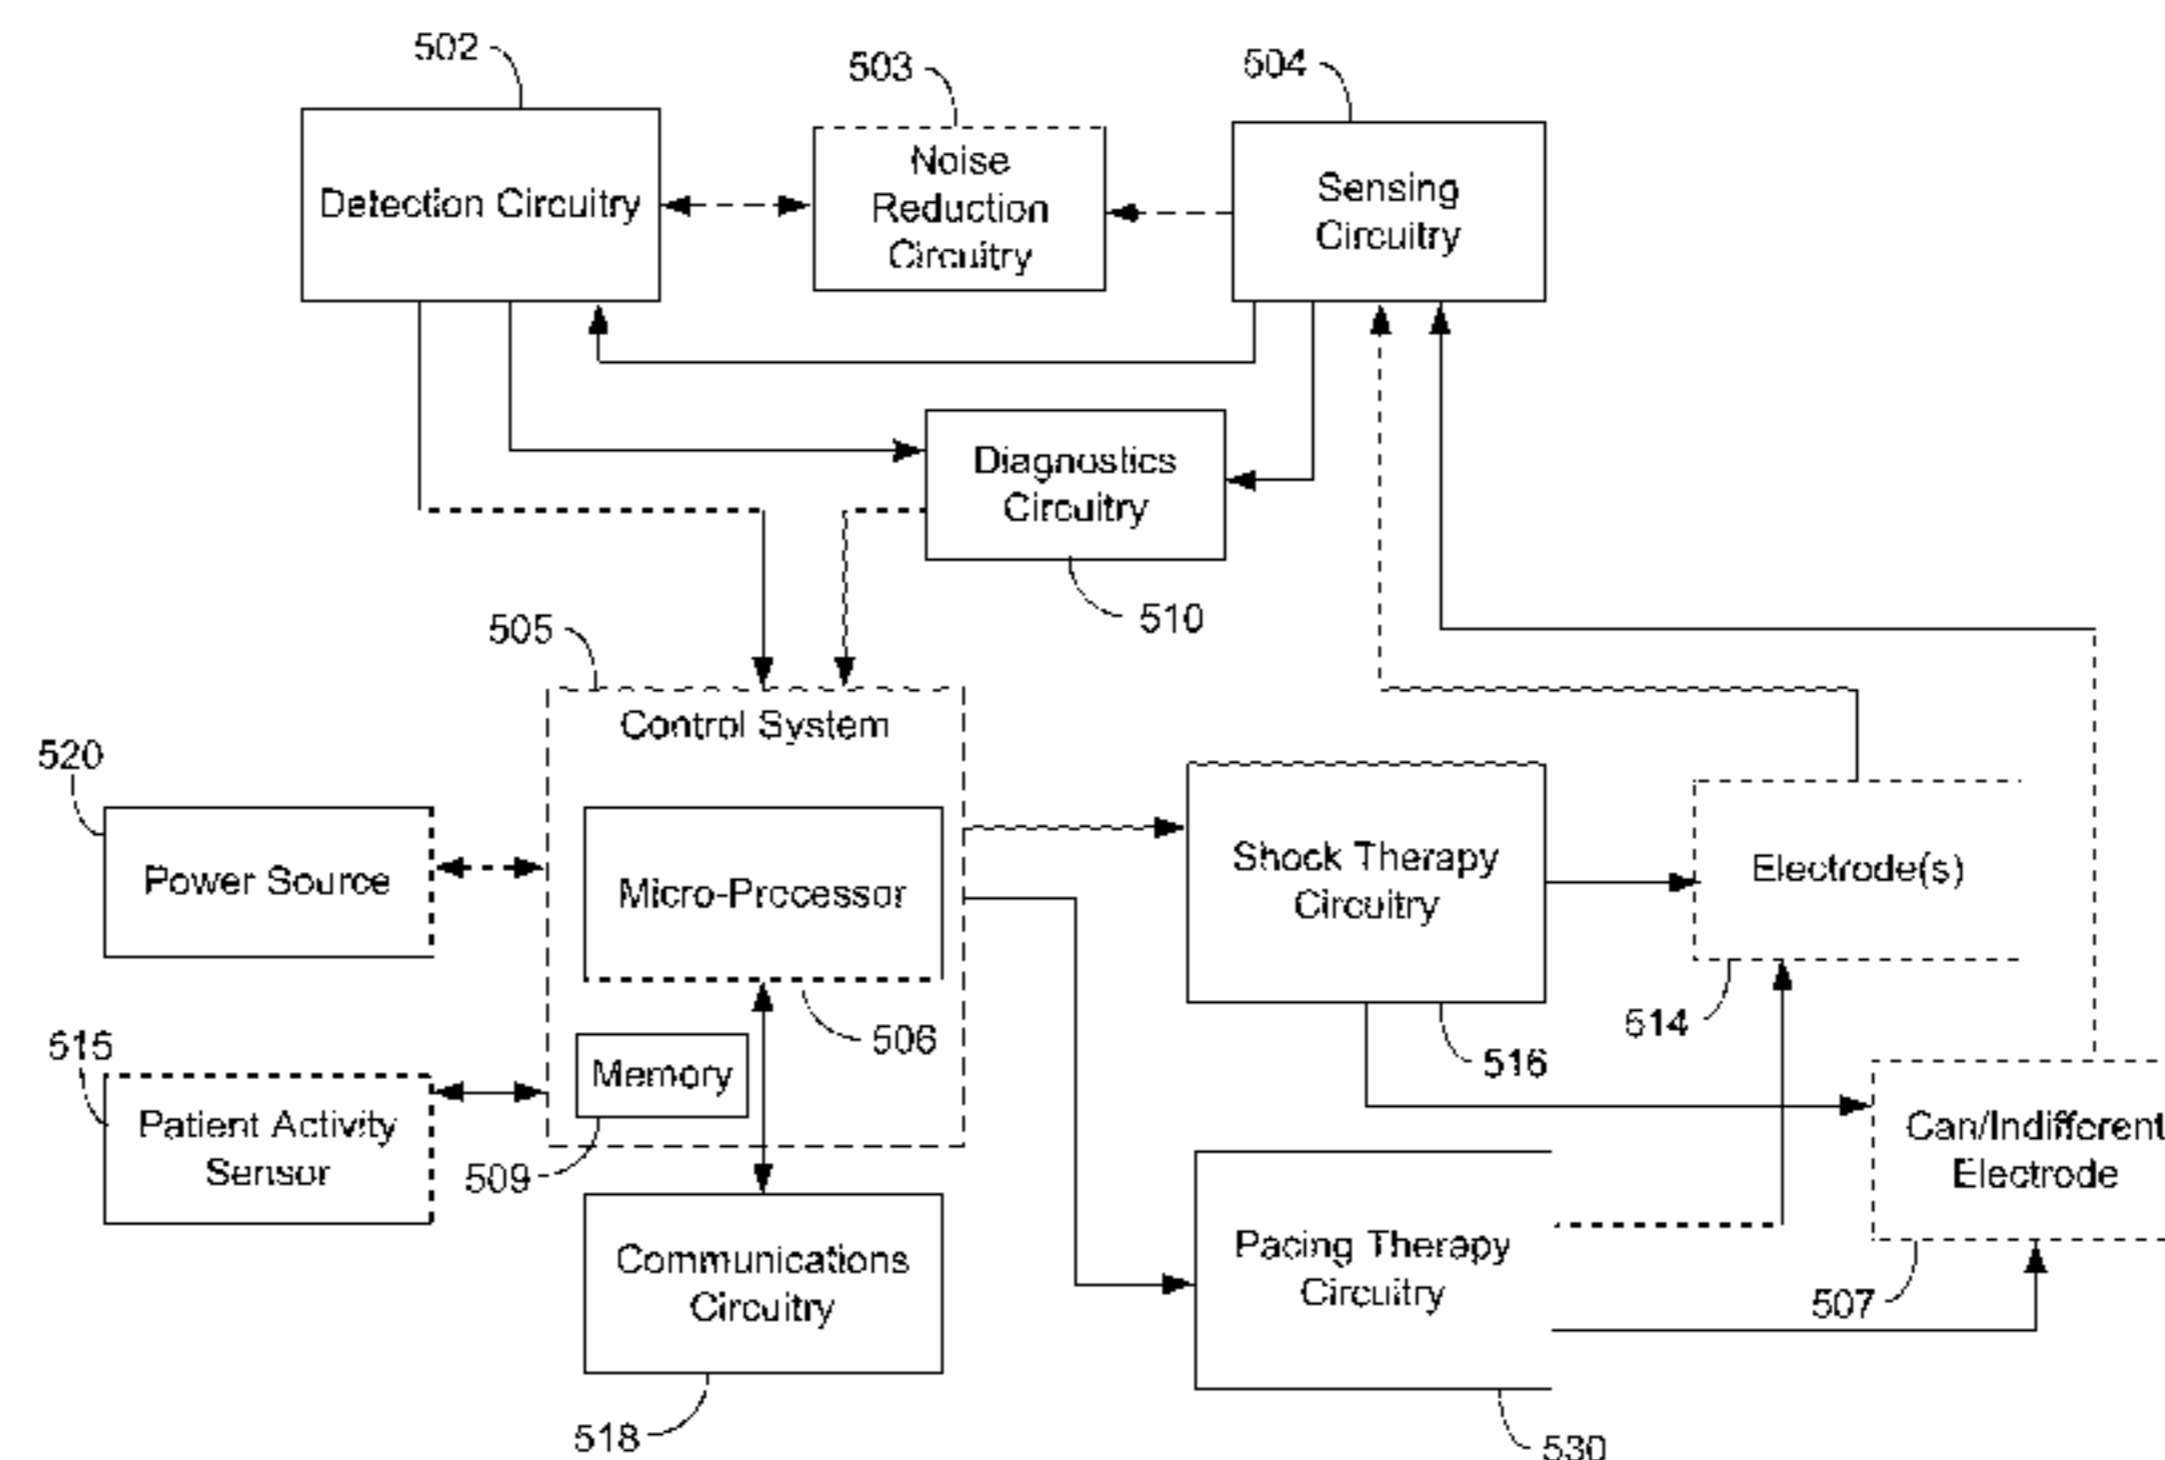 502
503
504
Detection Circuitry
Noise
Reduction
Circuitry
Sensing
Circuitry
Diagnostics
Circuitry
510
505
Control System
520
Power Source
Micro-Processor
506
Shock Therapy
Circuitry
516
Electrode(s)
514
515
Patient Activity
Sensor
Memory
509
Can/Indifferent
Electrode
507
Communications
Circuitry
518
Pacing Therapy
Circuitry
530